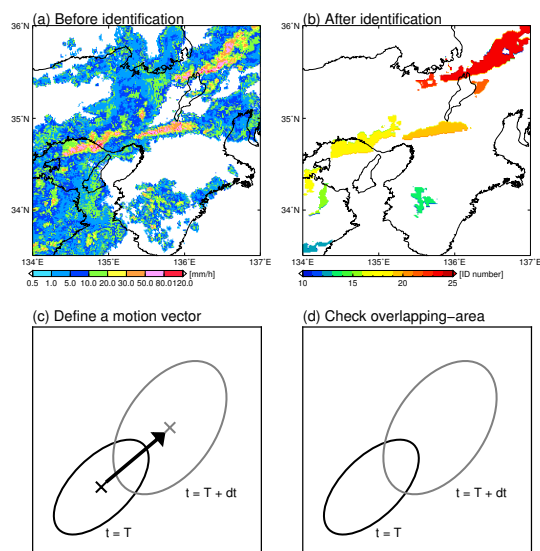 (a) Before identification
(b) After identification
36˚N
36˚N
35˚N
35˚N
34˚N
34˚N
134˚E 135˚E 136˚E 137˚E
134˚E 135˚E 136˚E 137˚E
[mm/h]
[ID number]
0.5 1.0 5.0 10.0 20.0 30.0 50.0 80.0 120.0
10 15 20 25
(c) Define a motion vector
(d) Check overlapping−area
t = T + dt
t = T + dt
t = T
t = T